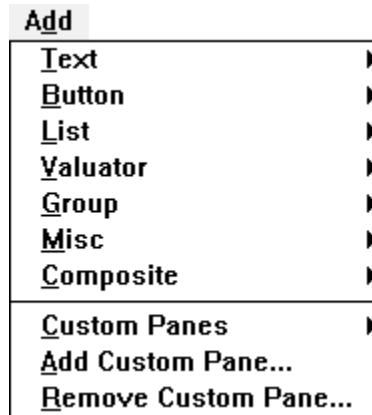 Add
Text
Button
List
Valuator
Group
Misc
Composite
Custom Panes
Add Custom Pane...
Remove Custom Pane...